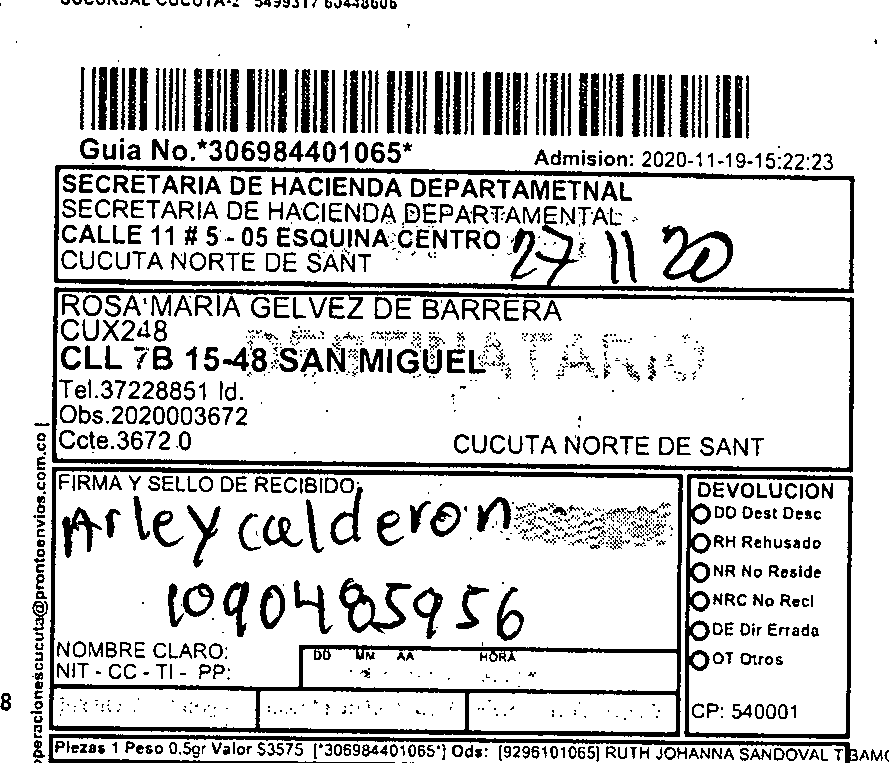 SUCURSAL CUCUTA-2 5499317 60448606
Guia No.*306984401065*
Admision: 2020-11-19-15:22:23
SECRETARIA DE HACIENDA DEPARTAMETNAL
SECRETARIA DE HACIENDA DEPARTAMENTAL
CALLE 11 # 5 - 05 ESQUINA CENTRO
27 11 20
CUCUTA NORTE DE SANT
ROSA MARIA GELVEZ DE BARRERA
CUX248
DESTINATARIO
CLL 7B 15-48 SAN MIGUEL
Tel.37228851 Id.
Obs.2020003672
Ccte.3672 0
CUCUTA NORTE DE SANT
operacionescucuta@prontoenvios.com.co |
FIRMA Y SELLO DE RECIBIDO:
Arley calderon
1090485956
NOMBRE CLARO:
NIT - CC - TI - PP:
DD MM AA HORA
DEVOLUCION
DD Dest Desc
RH Rehusado
NR No Reside
NRC No Recl
DE Dir Errada
OT Otros
CP: 540001
8
Piezas 1 Peso 0.5gr Valor $3575 [*306984401065*] Ods: [9296101065] RUTH JOHANNA SANDOVAL T BAMO